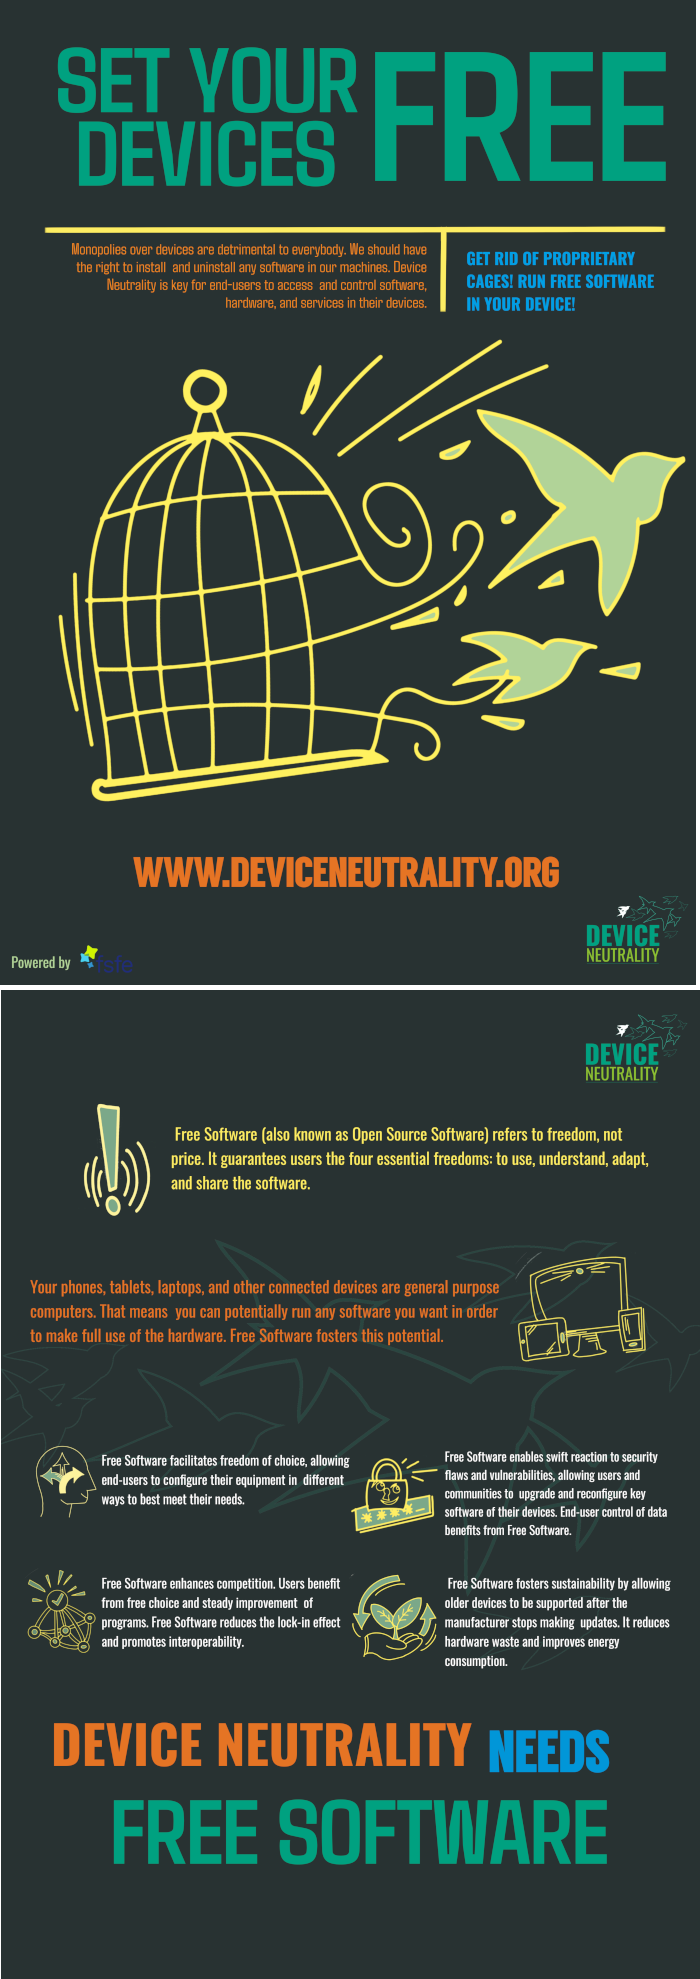 SET YOUR
DEVICES
FREE
Monopolies over devices are detrimental to everybody. We should have
the right to install and uninstall any software in our machines. Device
Neutrality is key for end-users to access and control software,
hardware, and services in their devices.
GET RID OF PROPRIETARY
CAGES! RUN FREE SOFTWARE
IN YOUR DEVICE!
WWW.DEVICENEUTRALITY.ORG
DEVICE
NEUTRALITY
Powered by fsfe
DEVICE
NEUTRALITY
Free Software (also known as Open Source Software) refers to freedom, not
price. It guarantees users the four essential freedoms: to use, understand, adapt,
and share the software.
Your phones, tablets, laptops, and other connected devices are general purpose
computers. That means you can potentially run any software you want in order
to make full use of the hardware. Free Software fosters this potential.
Free Software facilitates freedom of choice, allowing
end-users to configure their equipment in different
ways to best meet their needs.
Free Software enables swift reaction to security
flaws and vulnerabilities, allowing users and
communities to upgrade and reconfigure key
software of their devices. End-user control of data
benefits from Free Software.
Free Software enhances competition. Users benefit
from free choice and steady improvement of
programs. Free Software reduces the lock-in effect
and promotes interoperability.
Free Software fosters sustainability by allowing
older devices to be supported after the
manufacturer stops making updates. It reduces
hardware waste and improves energy
consumption.
DEVICE NEUTRALITY NEEDS
FREE SOFTWARE